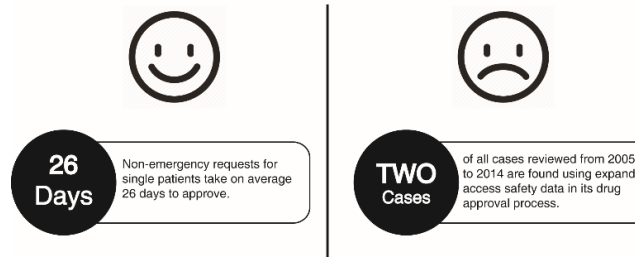 26
Days
Non-emergency requests for
single patients take on average
26 days to approve.
TWO
Cases
of all cases reviewed from 2005
to 2014 are found using expand
access safety data in its drug
approval process.